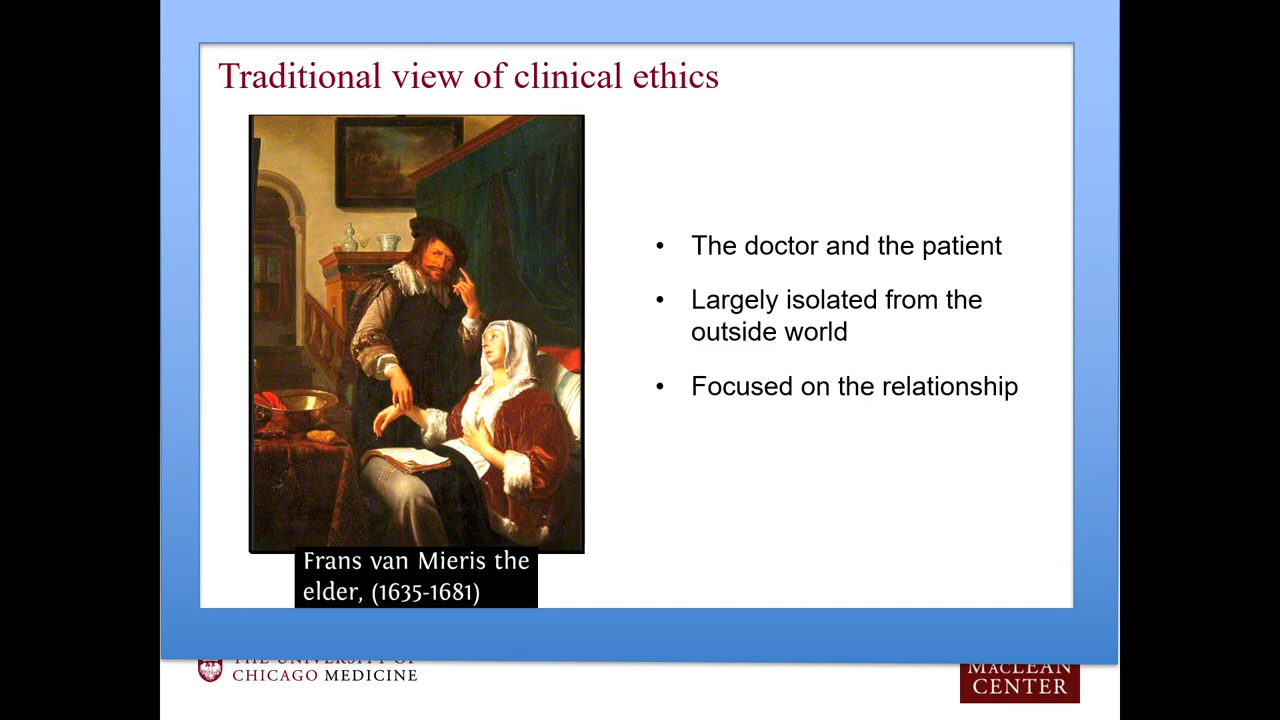 Traditional view of clinical ethics
• The doctor and the patient
• Largely isolated from the
outside world
• Focused on the relationship
Frans van Mieris the
elder, (1635-1681)
THE UNIVERSITY OF
CHICAGO MEDICINE
MACLEAN
CENTER